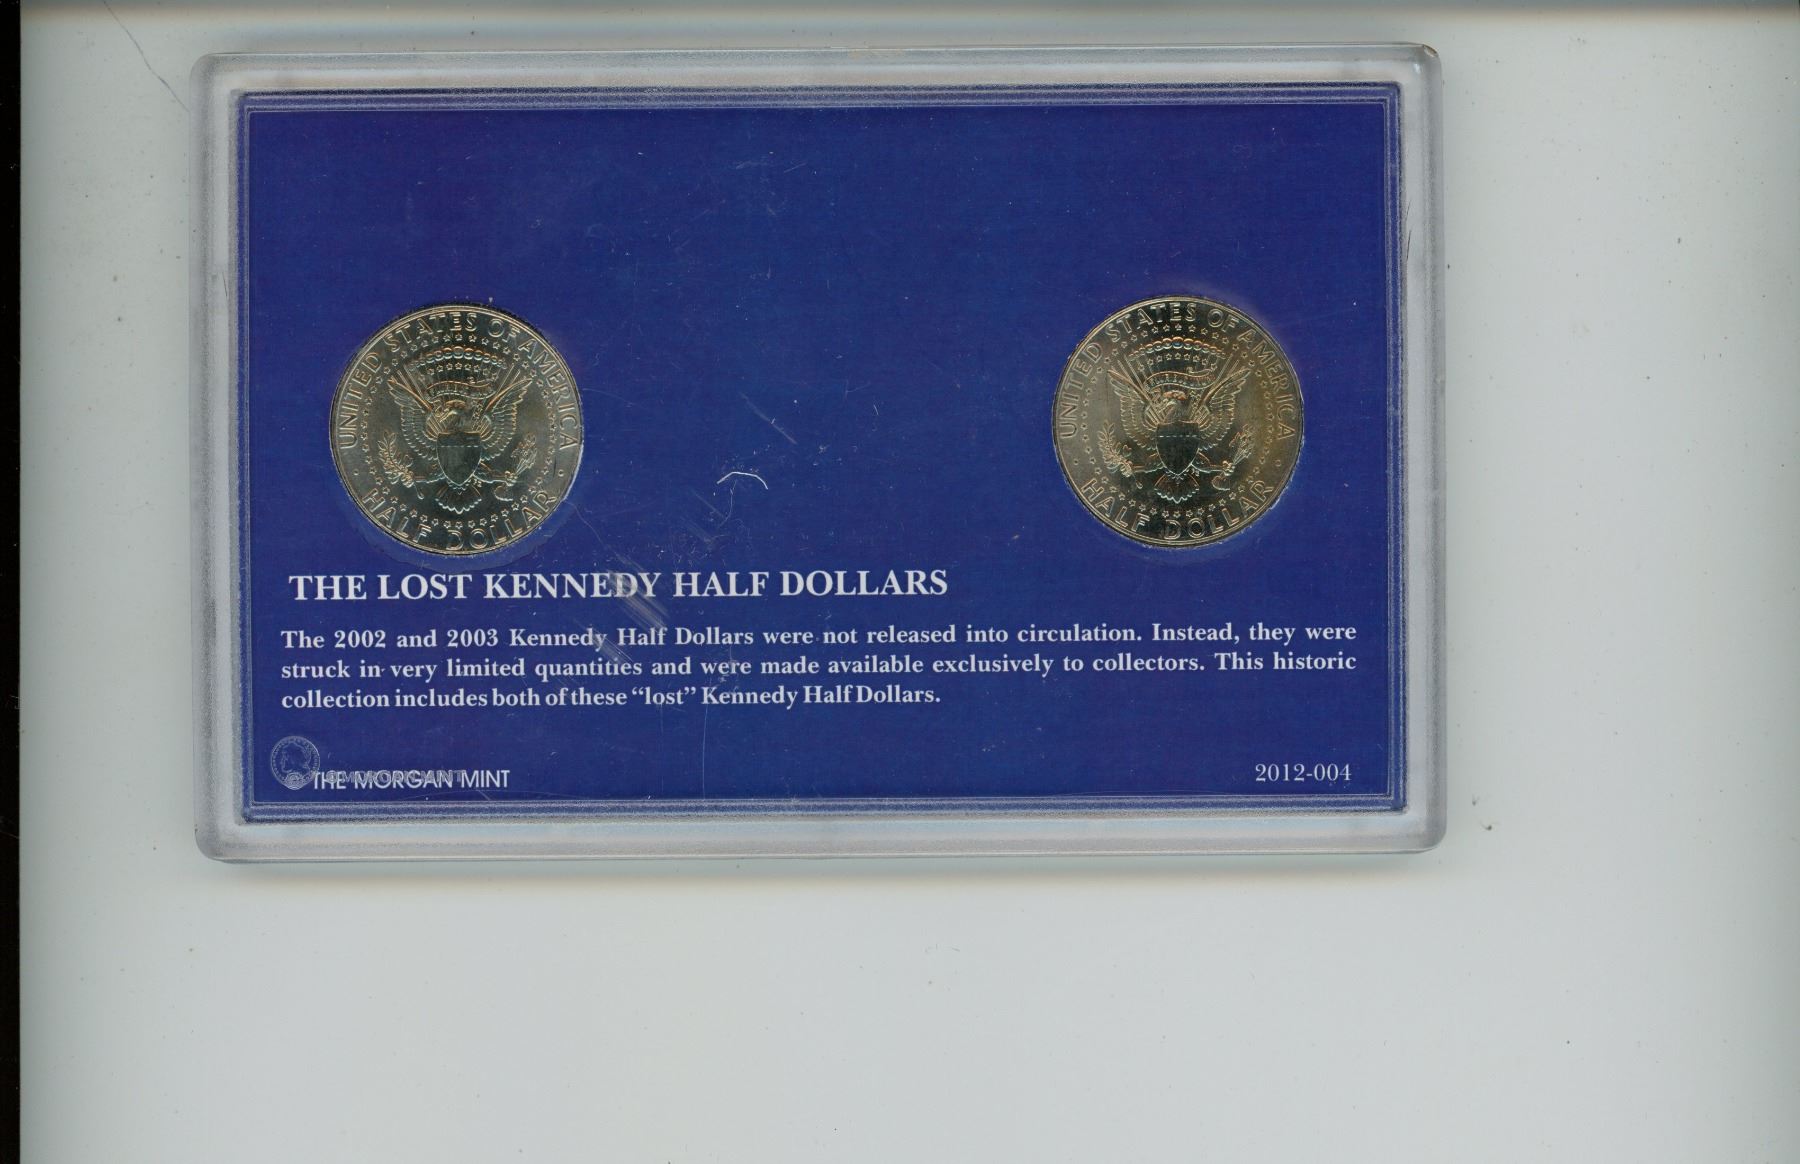 UNITED STATES OF AMERICA
HALF DOLLAR
UNITED STATES OF AMERICA
HALF DOLLAR
THE LOST KENNEDY HALF DOLLARS
The 2002 and 2003 Kennedy Half Dollars were not released into circulation. Instead, they were
struck in very limited quantities and were made available exclusively to collectors. This historic
collection includes both of these “lost” Kennedy Half Dollars.
THE MORGAN MINT
2012-004